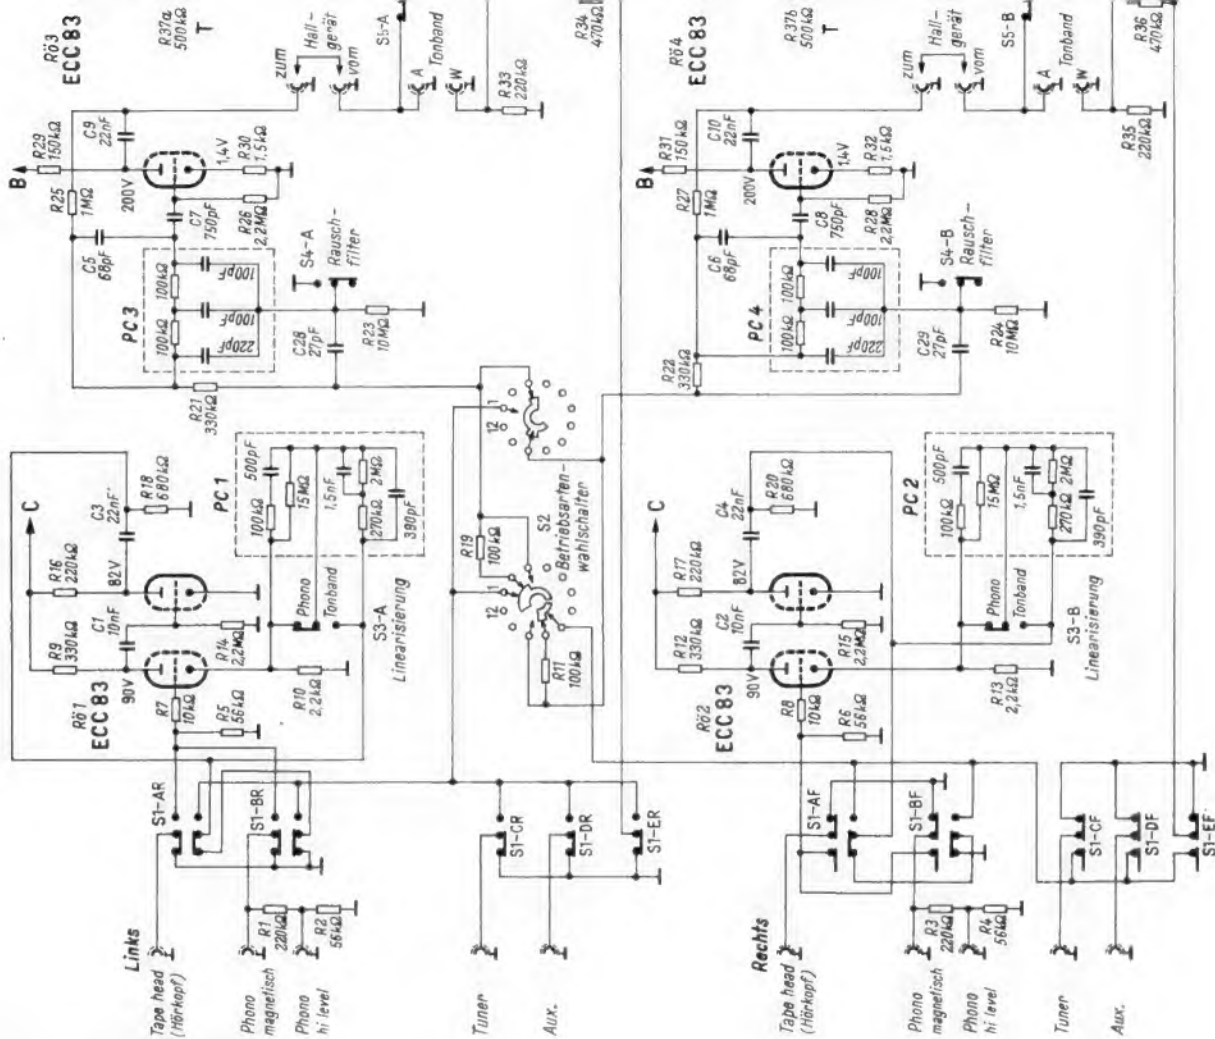 Rö3
ECC 83
R37a
500kΩ
zum
Hall-
gerät
vom
S5-A
A
Tonband
W
R34
470kΩ
R33
220kΩ
B
R29
150kΩ
C9
22nF
R25
1MΩ
200V
1,4V
R30
1,5kΩ
C5
68pF
C7
750pF
R26
2,2MΩ
PC3
100kΩ
100kΩ
220pF
100pF
100pF
S4-A
Rausch-
filter
C28
27pF
R23
10MΩ
R21
330kΩ
Rö4
ECC 83
R37b
500kΩ
zum
Hall-
gerät
vom
S5-B
A
Tonband
W
R36
470kΩ
R35
220kΩ
B
R31
150kΩ
C10
22nF
R27
1MΩ
200V
1,4V
R32
1,5kΩ
C6
68pF
C8
750pF
R28
2,2MΩ
PC4
100kΩ
100kΩ
220pF
100pF
100pF
S4-B
Rausch-
filter
C29
27pF
R24
10MΩ
R22
330kΩ
C
R16
220kΩ
C3
22nF
R18
680kΩ
R9
330kΩ
C1
10nF
82V
90V
Rö1
ECC 83
R7
10kΩ
R5
56kΩ
R14
2,2MΩ
R10
2,2kΩ
Phono
Tonband
S3-A
Linearisierung
PC1
100kΩ
500pF
15MΩ
1,5nF
270kΩ
2MΩ
390pF
R19
100kΩ
12
1
12
1
S2
Betriebsarten-
wahlschalter
R11
100kΩ
C
R17
220kΩ
C4
22nF
R20
680kΩ
R12
330kΩ
C2
10nF
82V
90V
Rö2
ECC 83
R8
10kΩ
R6
56kΩ
R15
2,2MΩ
R13
2,2kΩ
Phono
Tonband
S3-B
Linearisierung
PC2
100kΩ
500pF
15MΩ
1,5nF
270kΩ
2MΩ
390pF
S1-AR
S1-BR
S1-CR
S1-DR
S1-ER
S1-AF
S1-BF
S1-CF
S1-DF
S1-EF
Links
R1
220kΩ
R2
56kΩ
Tape head
(Hörkopf)
Phono
magnetisch
Phono
hi level
Tuner
Aux.
Rechts
R3
220kΩ
R4
56kΩ
Tape head
(Hörkopf)
Phono
magnetisch
Phono
hi level
Tuner
Aux.